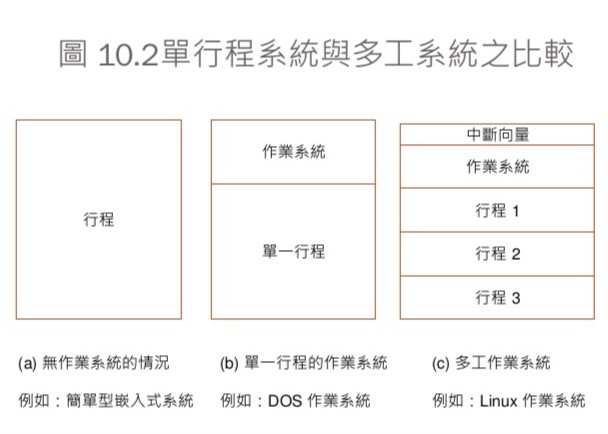 圖 10.2單行程系統與多工系統之比較
行程
作業系統
單一行程
中斷向量
作業系統
行程 1
行程 2
行程 3
(a) 無作業系統的情況
例如：簡單型嵌入式系統
(b) 單一行程的作業系統
例如：DOS 作業系統
(c) 多工作業系統
例如：Linux 作業系統